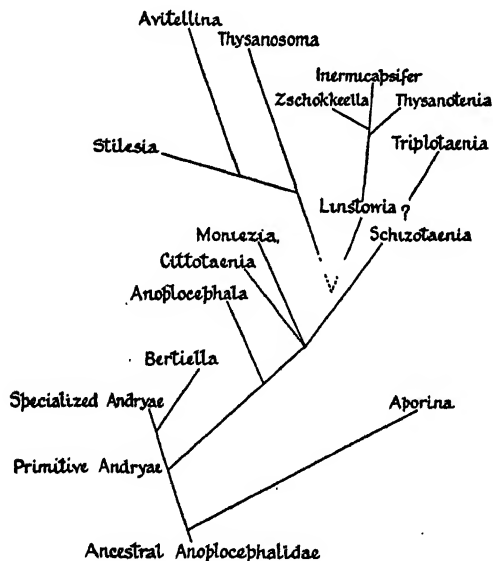 Avitellina
Thysanosoma
Inermicapsifer
Zschokkeella Thysanotenia
Triplotaenia
Stilesia
Linstowia ?
Schizotaenia
Moniezia,
Cittotaenia
Anoplocephala
Bertiella
Specialized Andryae
Aporina
Primitive Andryae
Ancestral Anoplocephalidae